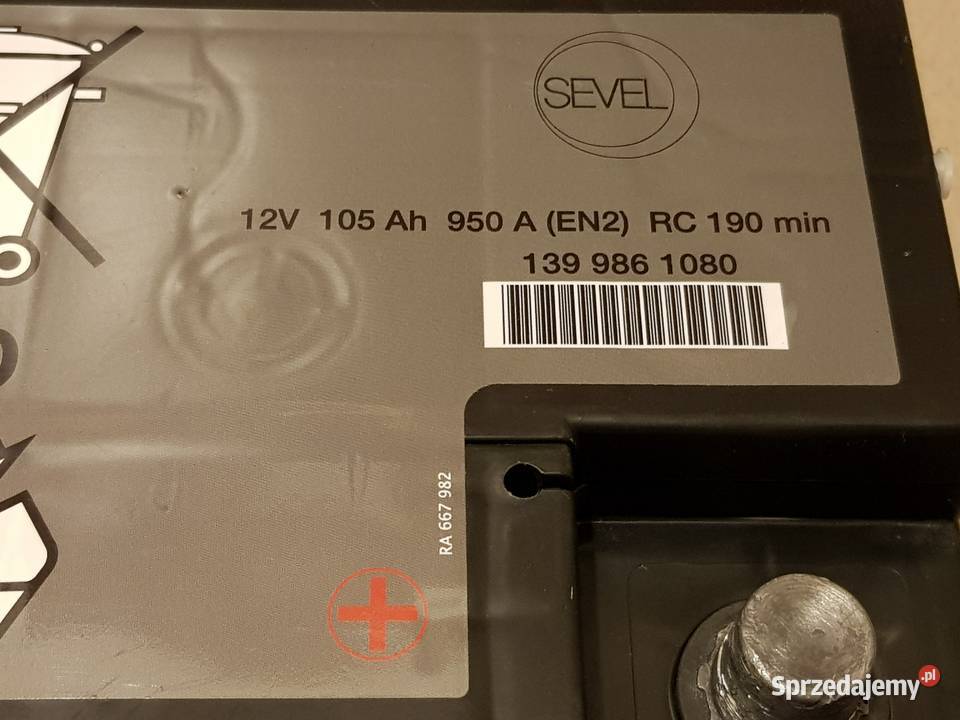 SEVEL
12V 105 Ah 950 A (EN2) RC 190 min
139 986 1080
RA 667 982
Sprzedajemy.pl